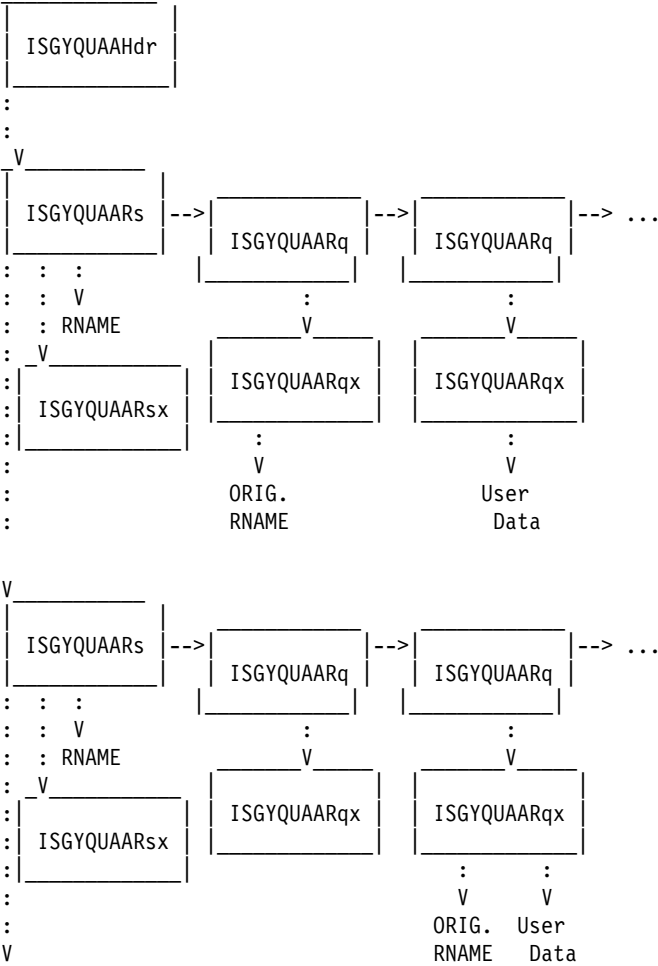 ISGYQUAAHdr
:
:
V
ISGYQUAARs --> ISGYQUAARq --> ISGYQUAARq --> ...
: : :
: : V : :
: : RNAME V V
: V
: ISGYQUAARqx ISGYQUAARqx
: ISGYQUAARsx
: : :
: V V
: ORIG. User
: RNAME Data
V
ISGYQUAARs --> ISGYQUAARq --> ISGYQUAARq --> ...
: : :
: : V : :
: : RNAME V V
: V
: ISGYQUAARqx ISGYQUAARqx
: ISGYQUAARsx
: : :
: V V
: ORIG. User
V RNAME Data